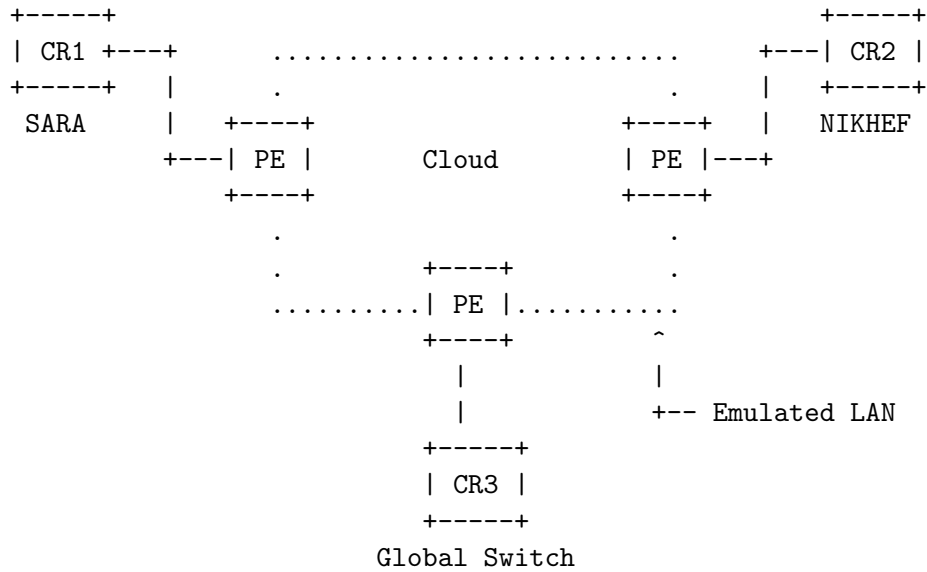 CR1 CR2
SARA NIKHEF
PE Cloud PE
PE
Emulated LAN
CR3
Global Switch